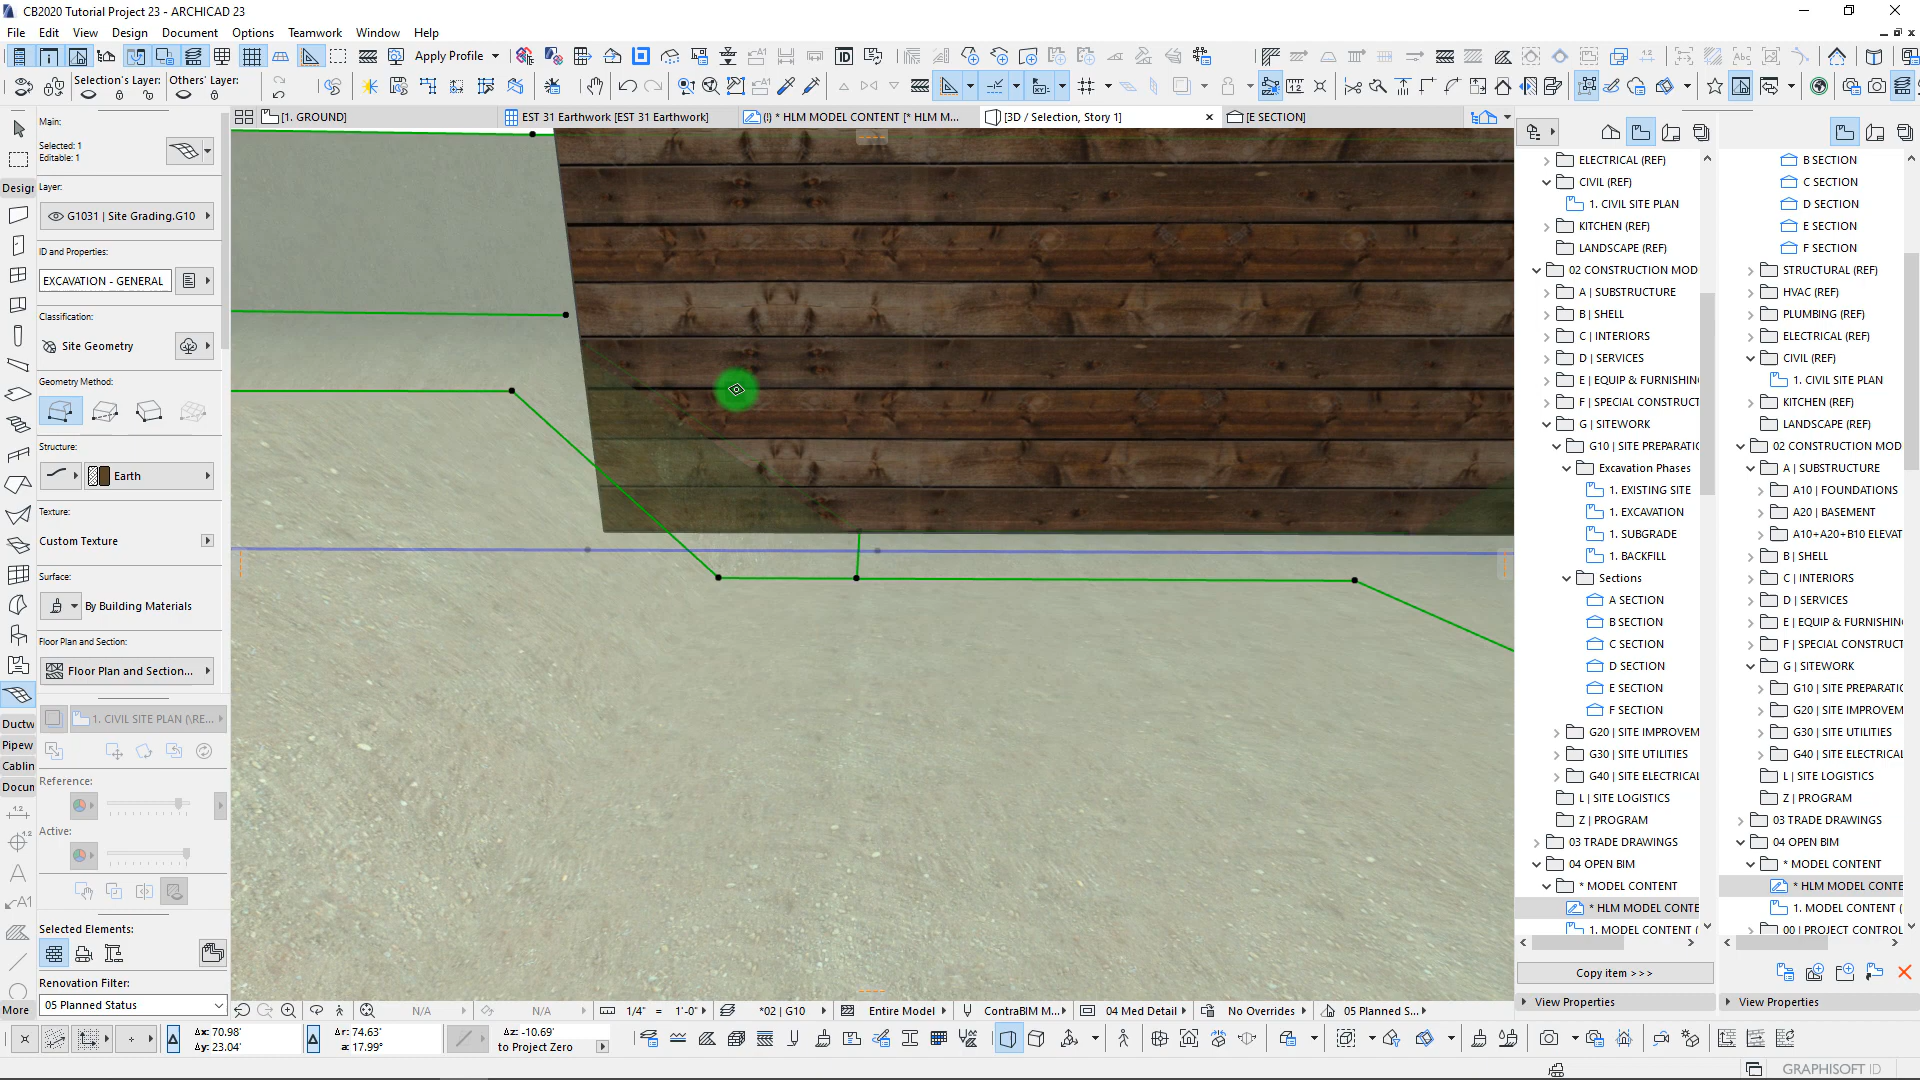 CB2020 Tutorial Project 23 - ARCHICAD 23
File Edit View Design Document Options Teamwork Window Help
Apply Profile
Selection's Layer: Others' Layer:
[1. GROUND]
EST 31 Earthwork [EST 31 Earthwork]
(!) * HLM MODEL CONTENT [* HLM M...
[3D / Selection, Story 1]
[E SECTION]
Main:
Selected: 1
Editable: 1
Design
Layer:
G1031 | Site Grading.G10
ID and Properties:
EXCAVATION - GENERAL
Classification:
Site Geometry
Geometry Method:
Structure:
Earth
Texture:
Custom Texture
Surface:
By Building Materials
Floor Plan and Section:
Floor Plan and Section...
1. CIVIL SITE PLAN (\RE...
Ductw
Pipew
Cablin
Docun
Reference:
Active:
Selected Elements:
Renovation Filter:
05 Planned Status
More
ELECTRICAL (REF)
CIVIL (REF)
1. CIVIL SITE PLAN
KITCHEN (REF)
LANDSCAPE (REF)
02 CONSTRUCTION MOD
A | SUBSTRUCTURE
B | SHELL
C | INTERIORS
D | SERVICES
E | EQUIP & FURNISHIN
F | SPECIAL CONSTRUCT
G | SITEWORK
G10 | SITE PREPARATIC
Excavation Phases
1. EXISTING SITE
1. EXCAVATION
1. SUBGRADE
1. BACKFILL
Sections
A SECTION
B SECTION
C SECTION
D SECTION
E SECTION
F SECTION
G20 | SITE IMPROVEM
G30 | SITE UTILITIES
G40 | SITE ELECTRICAL
L | SITE LOGISTICS
Z | PROGRAM
03 TRADE DRAWINGS
04 OPEN BIM
* MODEL CONTENT
* HLM MODEL CONTE
1. MODEL CONTENT (
Copy item >>>
View Properties
B SECTION
C SECTION
D SECTION
E SECTION
F SECTION
STRUCTURAL (REF)
HVAC (REF)
PLUMBING (REF)
ELECTRICAL (REF)
CIVIL (REF)
1. CIVIL SITE PLAN
KITCHEN (REF)
LANDSCAPE (REF)
02 CONSTRUCTION MOD
A | SUBSTRUCTURE
A10 | FOUNDATIONS
A20 | BASEMENT
A10+A20+B10 ELEVAT
B | SHELL
C | INTERIORS
D | SERVICES
E | EQUIP & FURNISHIN
F | SPECIAL CONSTRUCT
G | SITEWORK
G10 | SITE PREPARATIC
G20 | SITE IMPROVEM
G30 | SITE UTILITIES
G40 | SITE ELECTRICAL
L | SITE LOGISTICS
Z | PROGRAM
03 TRADE DRAWINGS
04 OPEN BIM
* MODEL CONTENT
* HLM MODEL CONTE
1. MODEL CONTENT (
00 | PROJECT CONTROL
View Properties
N/A N/A 1/4" = 1'-0" *02 | G10 Entire Model ContraBIM M... 04 Med Detail No Overrides 05 Planned S...
Δx: 70.98'
Δy: 23.04'
Δr: 74.63'
a: 17.99°
Δz: -10.69'
to Project Zero
GRAPHISOFT ID